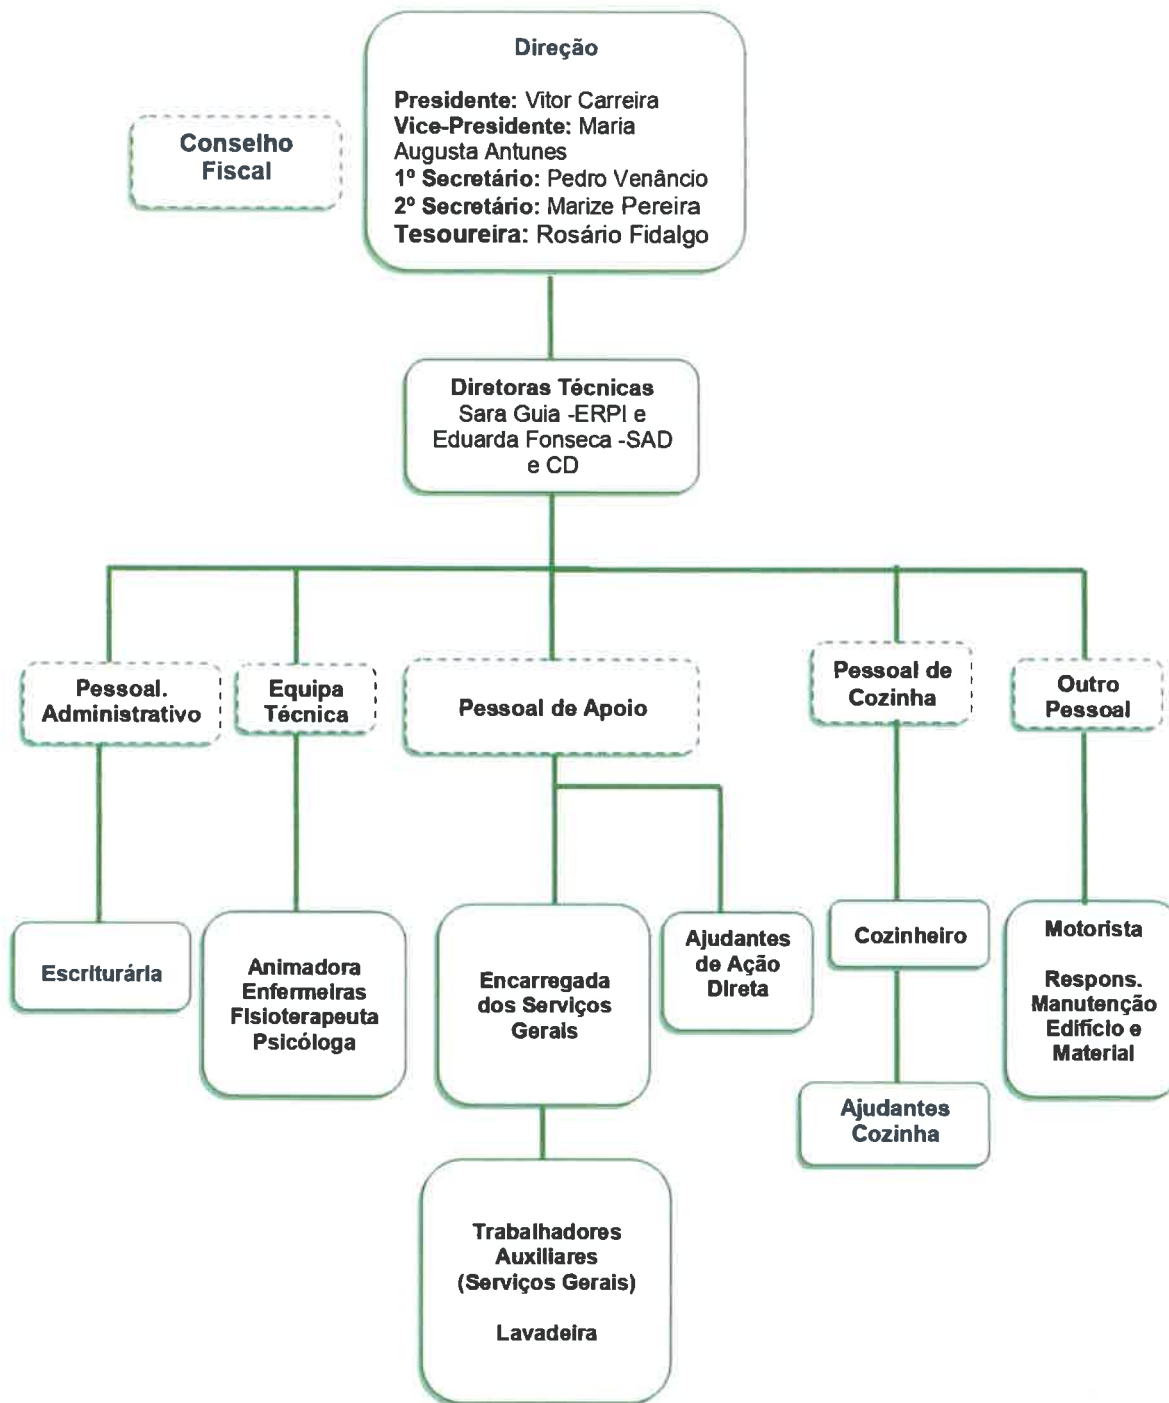 Direção
Presidente: Vitor Carreira
Vice-Presidente: Maria
Augusta Antunes
1º Secretário: Pedro Venâncio
2º Secretário: Marize Pereira
Tesoureira: Rosário Fidalgo
Conselho
Fiscal
Diretoras Técnicas
Sara Guia -ERPI e
Eduarda Fonseca -SAD
e CD
Pessoal.
Administrativo
Equipa
Técnica
Pessoal de Apoio
Pessoal de
Cozinha
Outro
Pessoal
Escriturária
Animadora
Enfermeiras
Fisioterapeuta
Psicóloga
Encarregada
dos Serviços
Gerais
Ajudantes
de Ação
Direta
Cozinheiro
Motorista
Respons.
Manutenção
Edifício e
Material
Ajudantes
Cozinha
Trabalhadores
Auxiliares
(Serviços Gerais)
Lavadeira